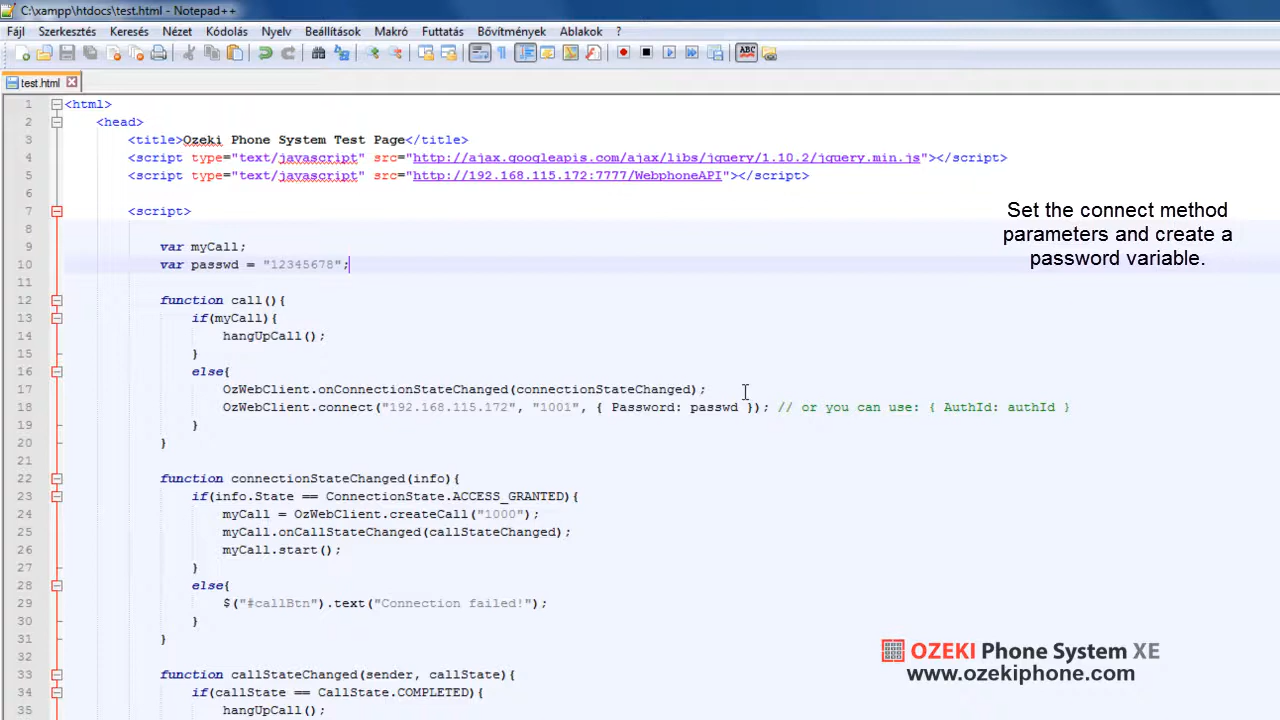 C:\xampp\htdocs\test.html - Notepad++
Fájl Szerkesztés Keresés Nézet Kódolás Nyelv Beállítások Makró Futtatás Bővítmények Ablakok ?
ABC
test.html
1 <html>
2 <head>
3 <title>Ozeki Phone System Test Page</title>
4 <script type="text/javascript" src="http://ajax.googleapis.com/ajax/libs/jquery/1.10.2/jquery.min.js"></script>
5 <script type="text/javascript" src="http://192.168.115.172:7777/WebphoneAPI"></script>
6
7 <script>
8
9 var myCall;
10 var passwd = "12345678";
11
12 function call(){
13 if(myCall){
14 hangUpCall();
15 }
16 else{
17 OzWebClient.onConnectionStateChanged(connectionStateChanged);
18 OzWebClient.connect("192.168.115.172", "1001", { Password: passwd }); // or you can use: { AuthId: authId }
19 }
20 }
21
22 function connectionStateChanged(info){
23 if(info.State == ConnectionState.ACCESS_GRANTED){
24 myCall = OzWebClient.createCall("1000");
25 myCall.onCallStateChanged(callStateChanged);
26 myCall.start();
27 }
28 else{
29 $("#callBtn").text("Connection failed!");
30 }
31 }
32
33 function callStateChanged(sender, callState){
34 if(callState == CallState.COMPLETED){
35 hangUpCall();
Set the connect method
parameters and create a
password variable.
OZEKI Phone System XE
www.ozekiphone.com